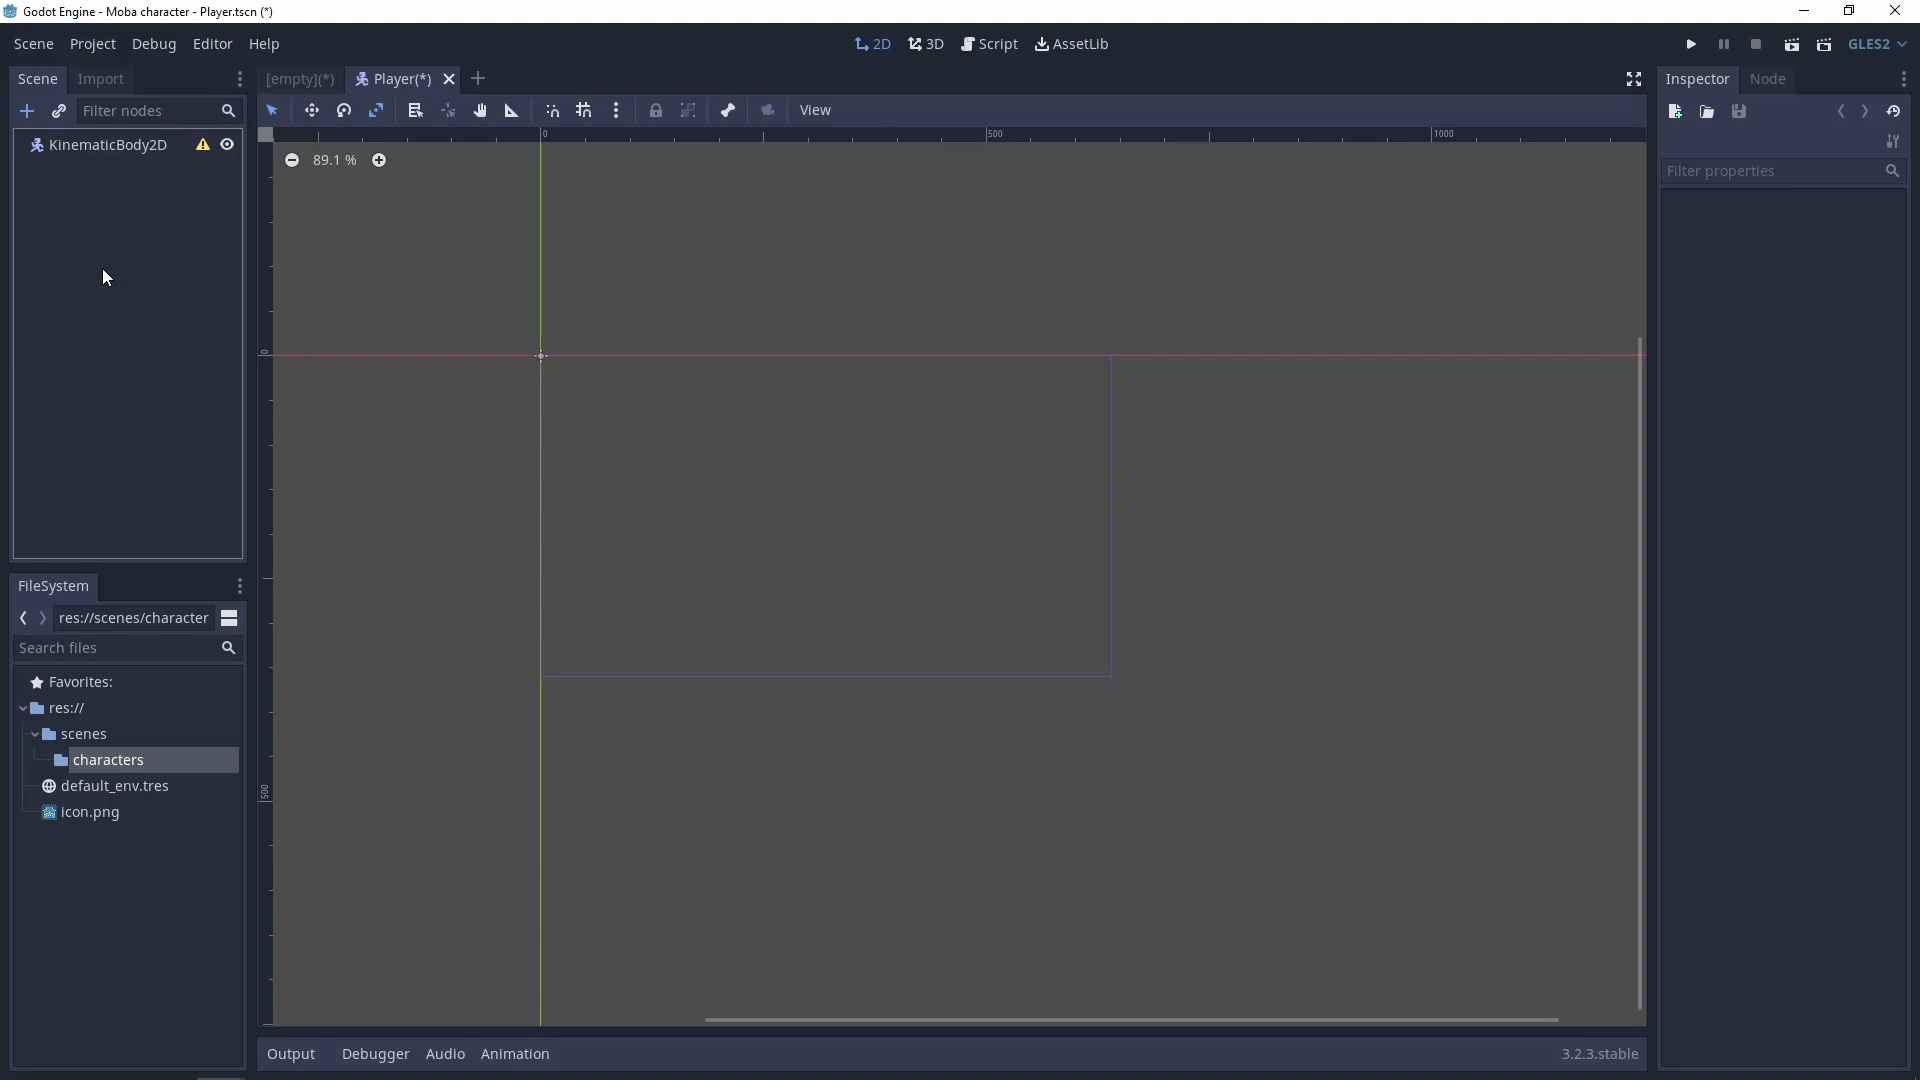 Godot Engine - Moba character - Player.tscn (*)
Scene Project Debug Editor Help
2D 3D Script AssetLib
GLES2
Scene Import
[empty](*) Player(*)
Inspector Node
Filter nodes
View
KinematicBody2D
0 500 1000
89.1 %
Filter properties
0
500
FileSystem
res://scenes/character
Search files
Favorites:
res://
scenes
characters
default_env.tres
icon.png
Output Debugger Audio Animation
3.2.3.stable